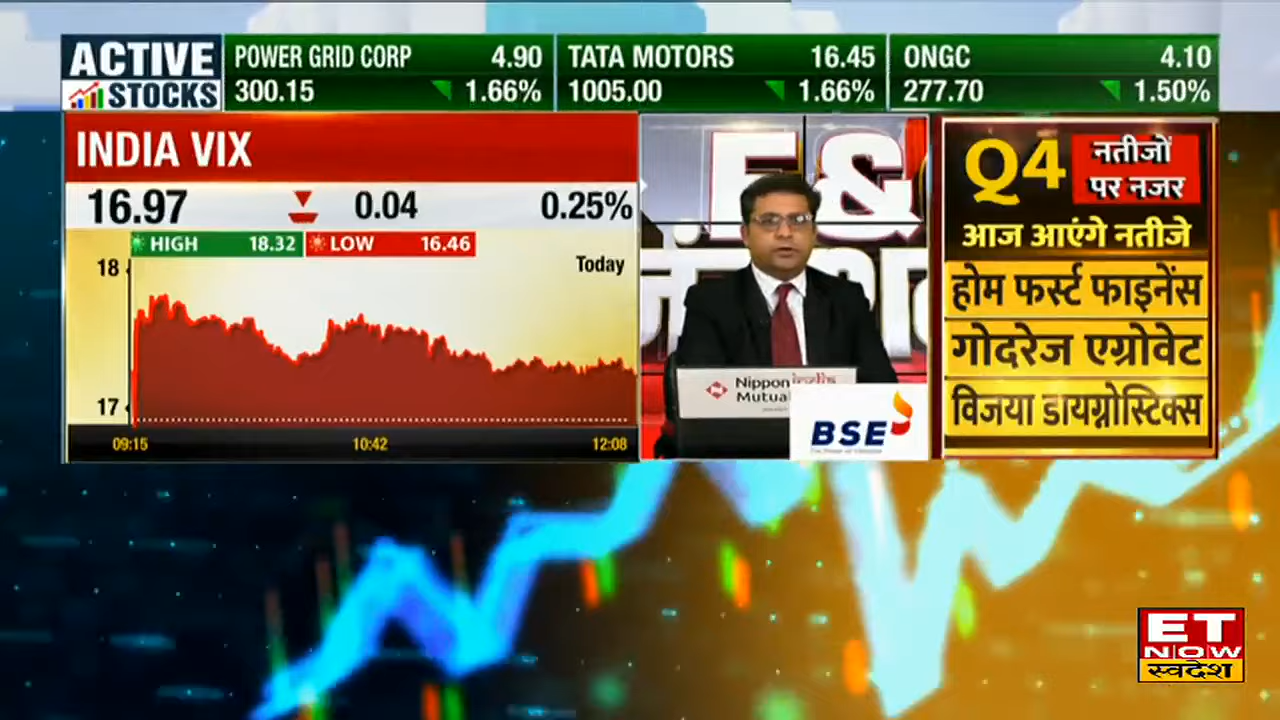 ACTIVE
STOCKS
POWER GRID CORP 4.90
300.15 1.66%
TATA MOTORS 16.45
1005.00 1.66%
ONGC 4.10
277.70 1.50%
INDIA VIX
16.97 0.04 0.25%
HIGH 18.32 LOW 16.46
Today
18
17
09:15 10:42 12:08
E&
Nippon india
Mutual
BSE
Q4
नतीजों
पर नजर
आज आएंगे नतीजे
होम फर्स्ट फाइनेंस
गोदरेज एग्रोवेट
विजया डायग्नोस्टिक्स
ET
NOW
स्वदेश